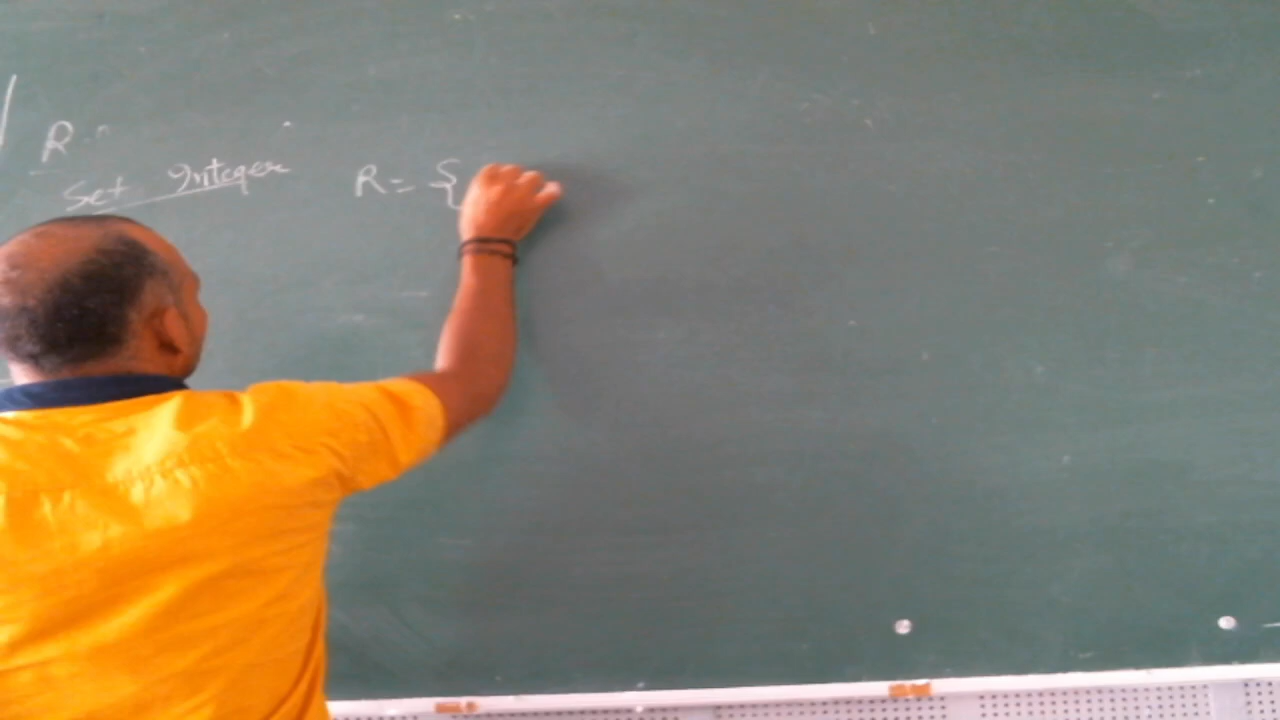 R
Set Integer R = {